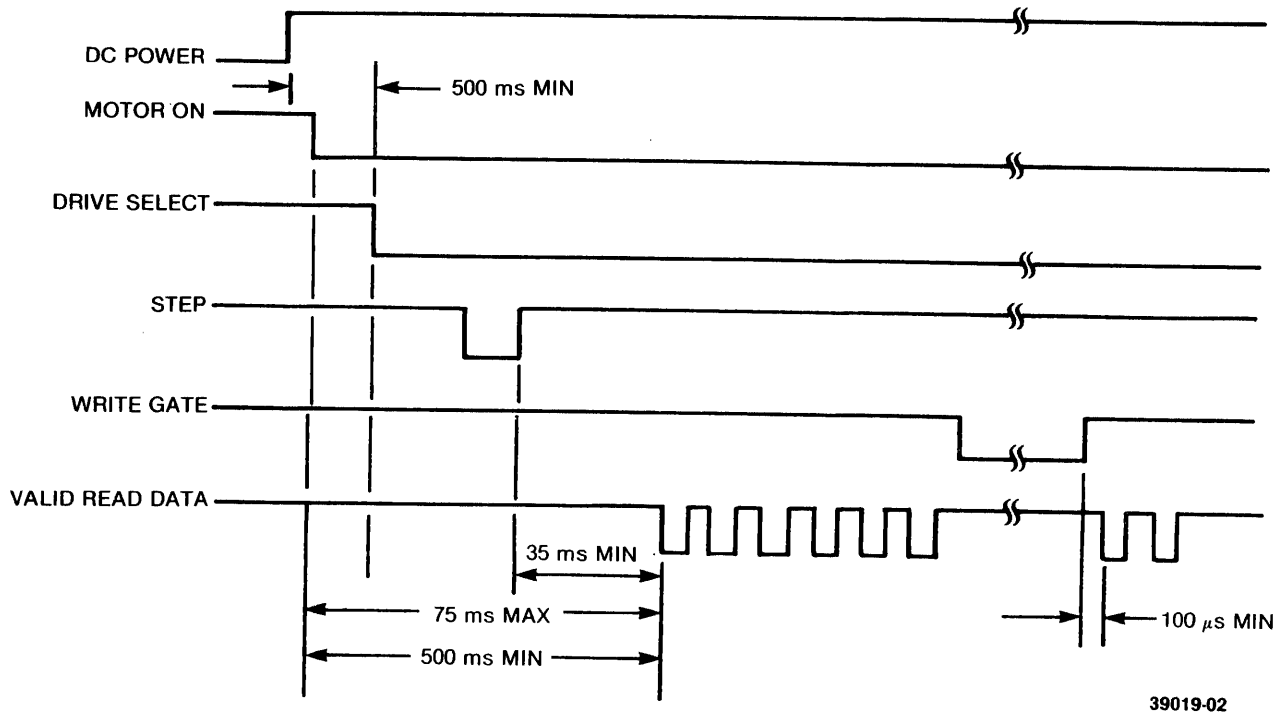 DC POWER
500 ms MIN
MOTOR ON
DRIVE SELECT
STEP
WRITE GATE
VALID READ DATA
35 ms MIN
75 ms MAX
100 μs MIN
500 ms MIN
39019-02